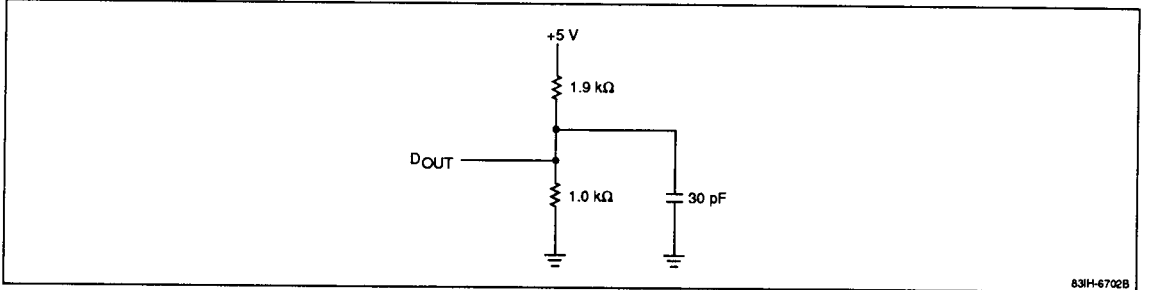 +5 V
1.9 kΩ
DOUT
1.0 kΩ
30 pF
83IH-6702B